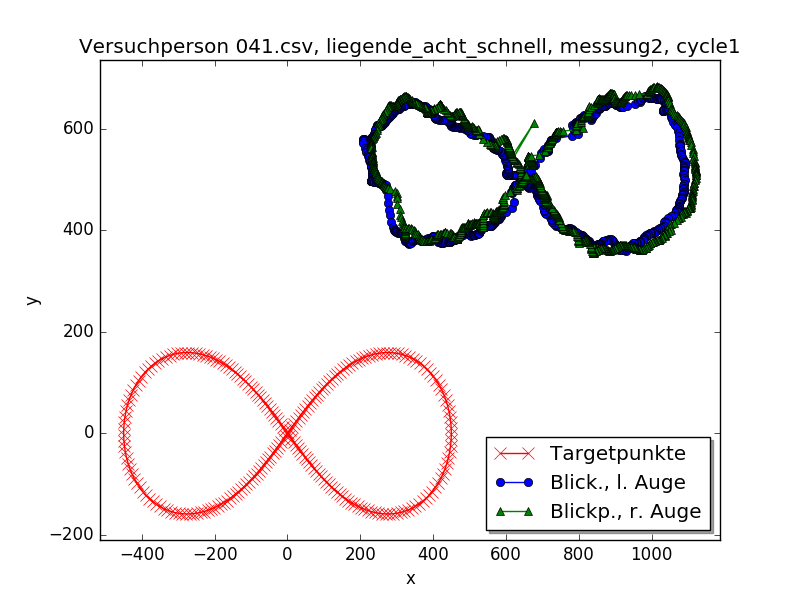 Versuchperson 041.csv, liegende_acht_schnell, messung2, cycle1
y
600
400
200
0
−200
−400
−200
0
200
400
600
800
1000
x
Targetpunkte
Blick., l. Auge
Blickp., r. Auge